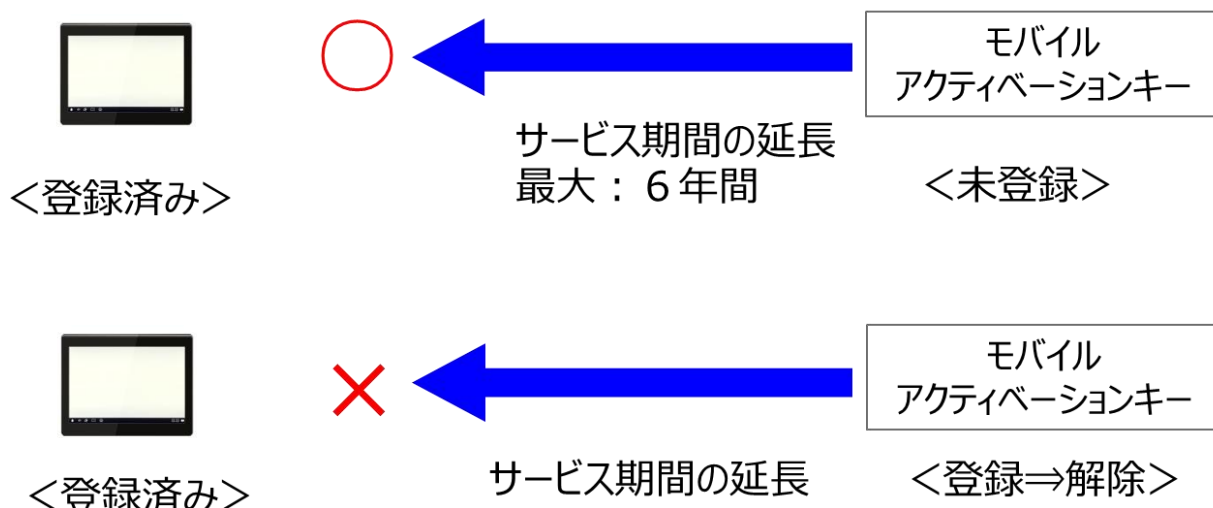 モバイル
アクティベーションキー
サービス期間の延長
最大：６年間
＜登録済み＞
＜未登録＞
モバイル
アクティベーションキー
サービス期間の延長
＜登録⇒解除＞
＜登録済み＞